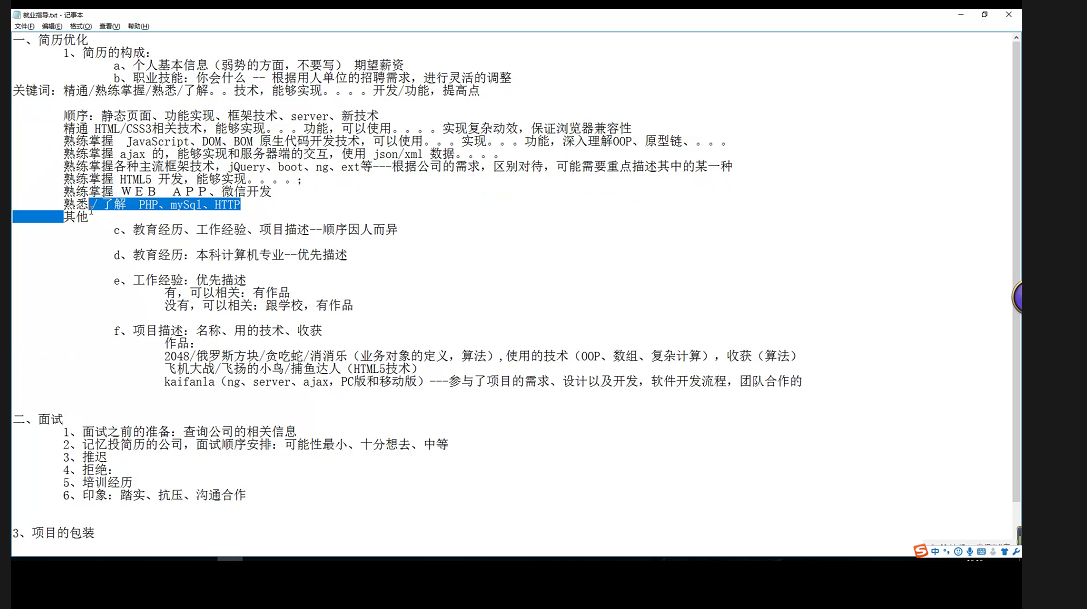 就业指导.txt - 记事本
文件(F) 编辑(E) 格式(O) 查看(V) 帮助(H)
一、简历优化
1、简历的构成:
a、个人基本信息（弱势的方面，不要写） 期望薪资
b、职业技能：你会什么 -- 根据用人单位的招聘需求，进行灵活的调整
关键词：精通/熟练掌握/熟悉/了解。。技术，能够实现。。。。开发/功能，提高点
顺序：静态页面、功能实现、框架技术、server、新技术
精通 HTML/CSS3相关技术，能够实现。。。功能，可以使用。。。。实现复杂动效，保证浏览器兼容性
熟练掌握 JavaScript、DOM、BOM 原生代码开发技术，可以使用。。。实现。。。功能，深入理解OOP、原型链、。。。
熟练掌握 ajax 的，能够实现和服务器端的交互，使用 json/xml 数据。。。。
熟练掌握各种主流框架技术，jQuery、boot、ng、ext等---根据公司的需求，区别对待，可能需要重点描述其中的某一种
熟练掌握 HTML5 开发，能够实现。。。。;
熟练掌握 ＷＥＢ ＡＰＰ、微信开发
熟悉/了解 PHP、mySql、HTTP
其他
c、教育经历、工作经验、项目描述--顺序因人而异
d、教育经历：本科计算机专业--优先描述
e、工作经验：优先描述
有，可以相关：有作品
没有，可以相关：跟学校，有作品
f、项目描述：名称、用的技术、收获
作品：
2048/俄罗斯方块/贪吃蛇/消消乐（业务对象的定义，算法）,使用的技术（OOP、数组、复杂计算），收获（算法）
飞机大战/飞扬的小鸟/捕鱼达人（HTML5技术）
kaifanla（ng、server、ajax，PC版和移动版）---参与了项目的需求、设计以及开发，软件开发流程，团队合作的
二、面试
1、面试之前的准备：查询公司的相关信息
2、记忆投简历的公司，面试顺序安排：可能性最小、十分想去、中等
3、推迟
4、拒绝:
5、培训经历
6、印象：踏实、抗压、沟通合作
3、项目的包装
中